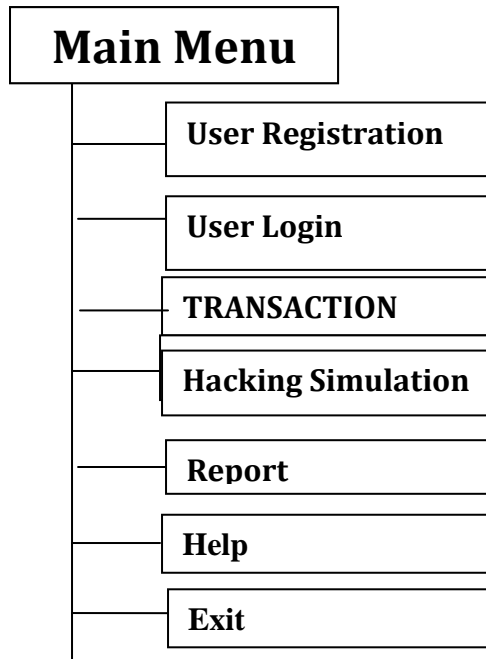 Main Menu
User Registration
User Login
TRANSACTION
Hacking Simulation
Report
Help
Exit